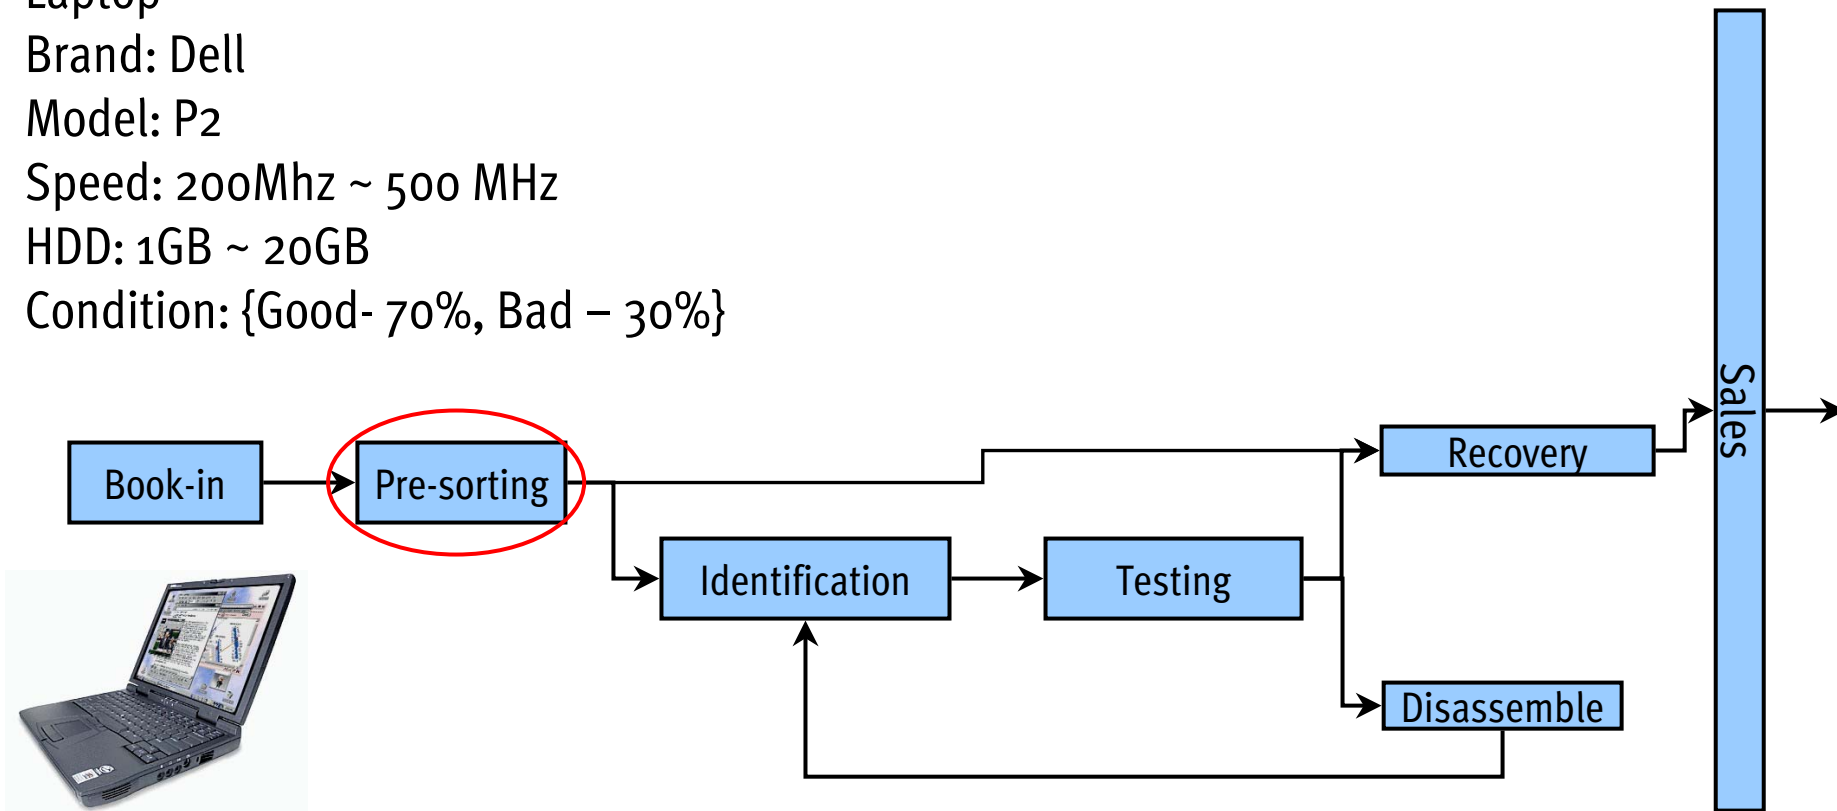 Laptop
Brand: Dell
Model: P2
Speed: 200Mhz ~ 500 MHz
HDD: 1GB ~ 20GB
Condition: {Good- 70%, Bad – 30%}
Sales
Recovery
Book-in
Pre-sorting
Identification
Testing
Disassemble